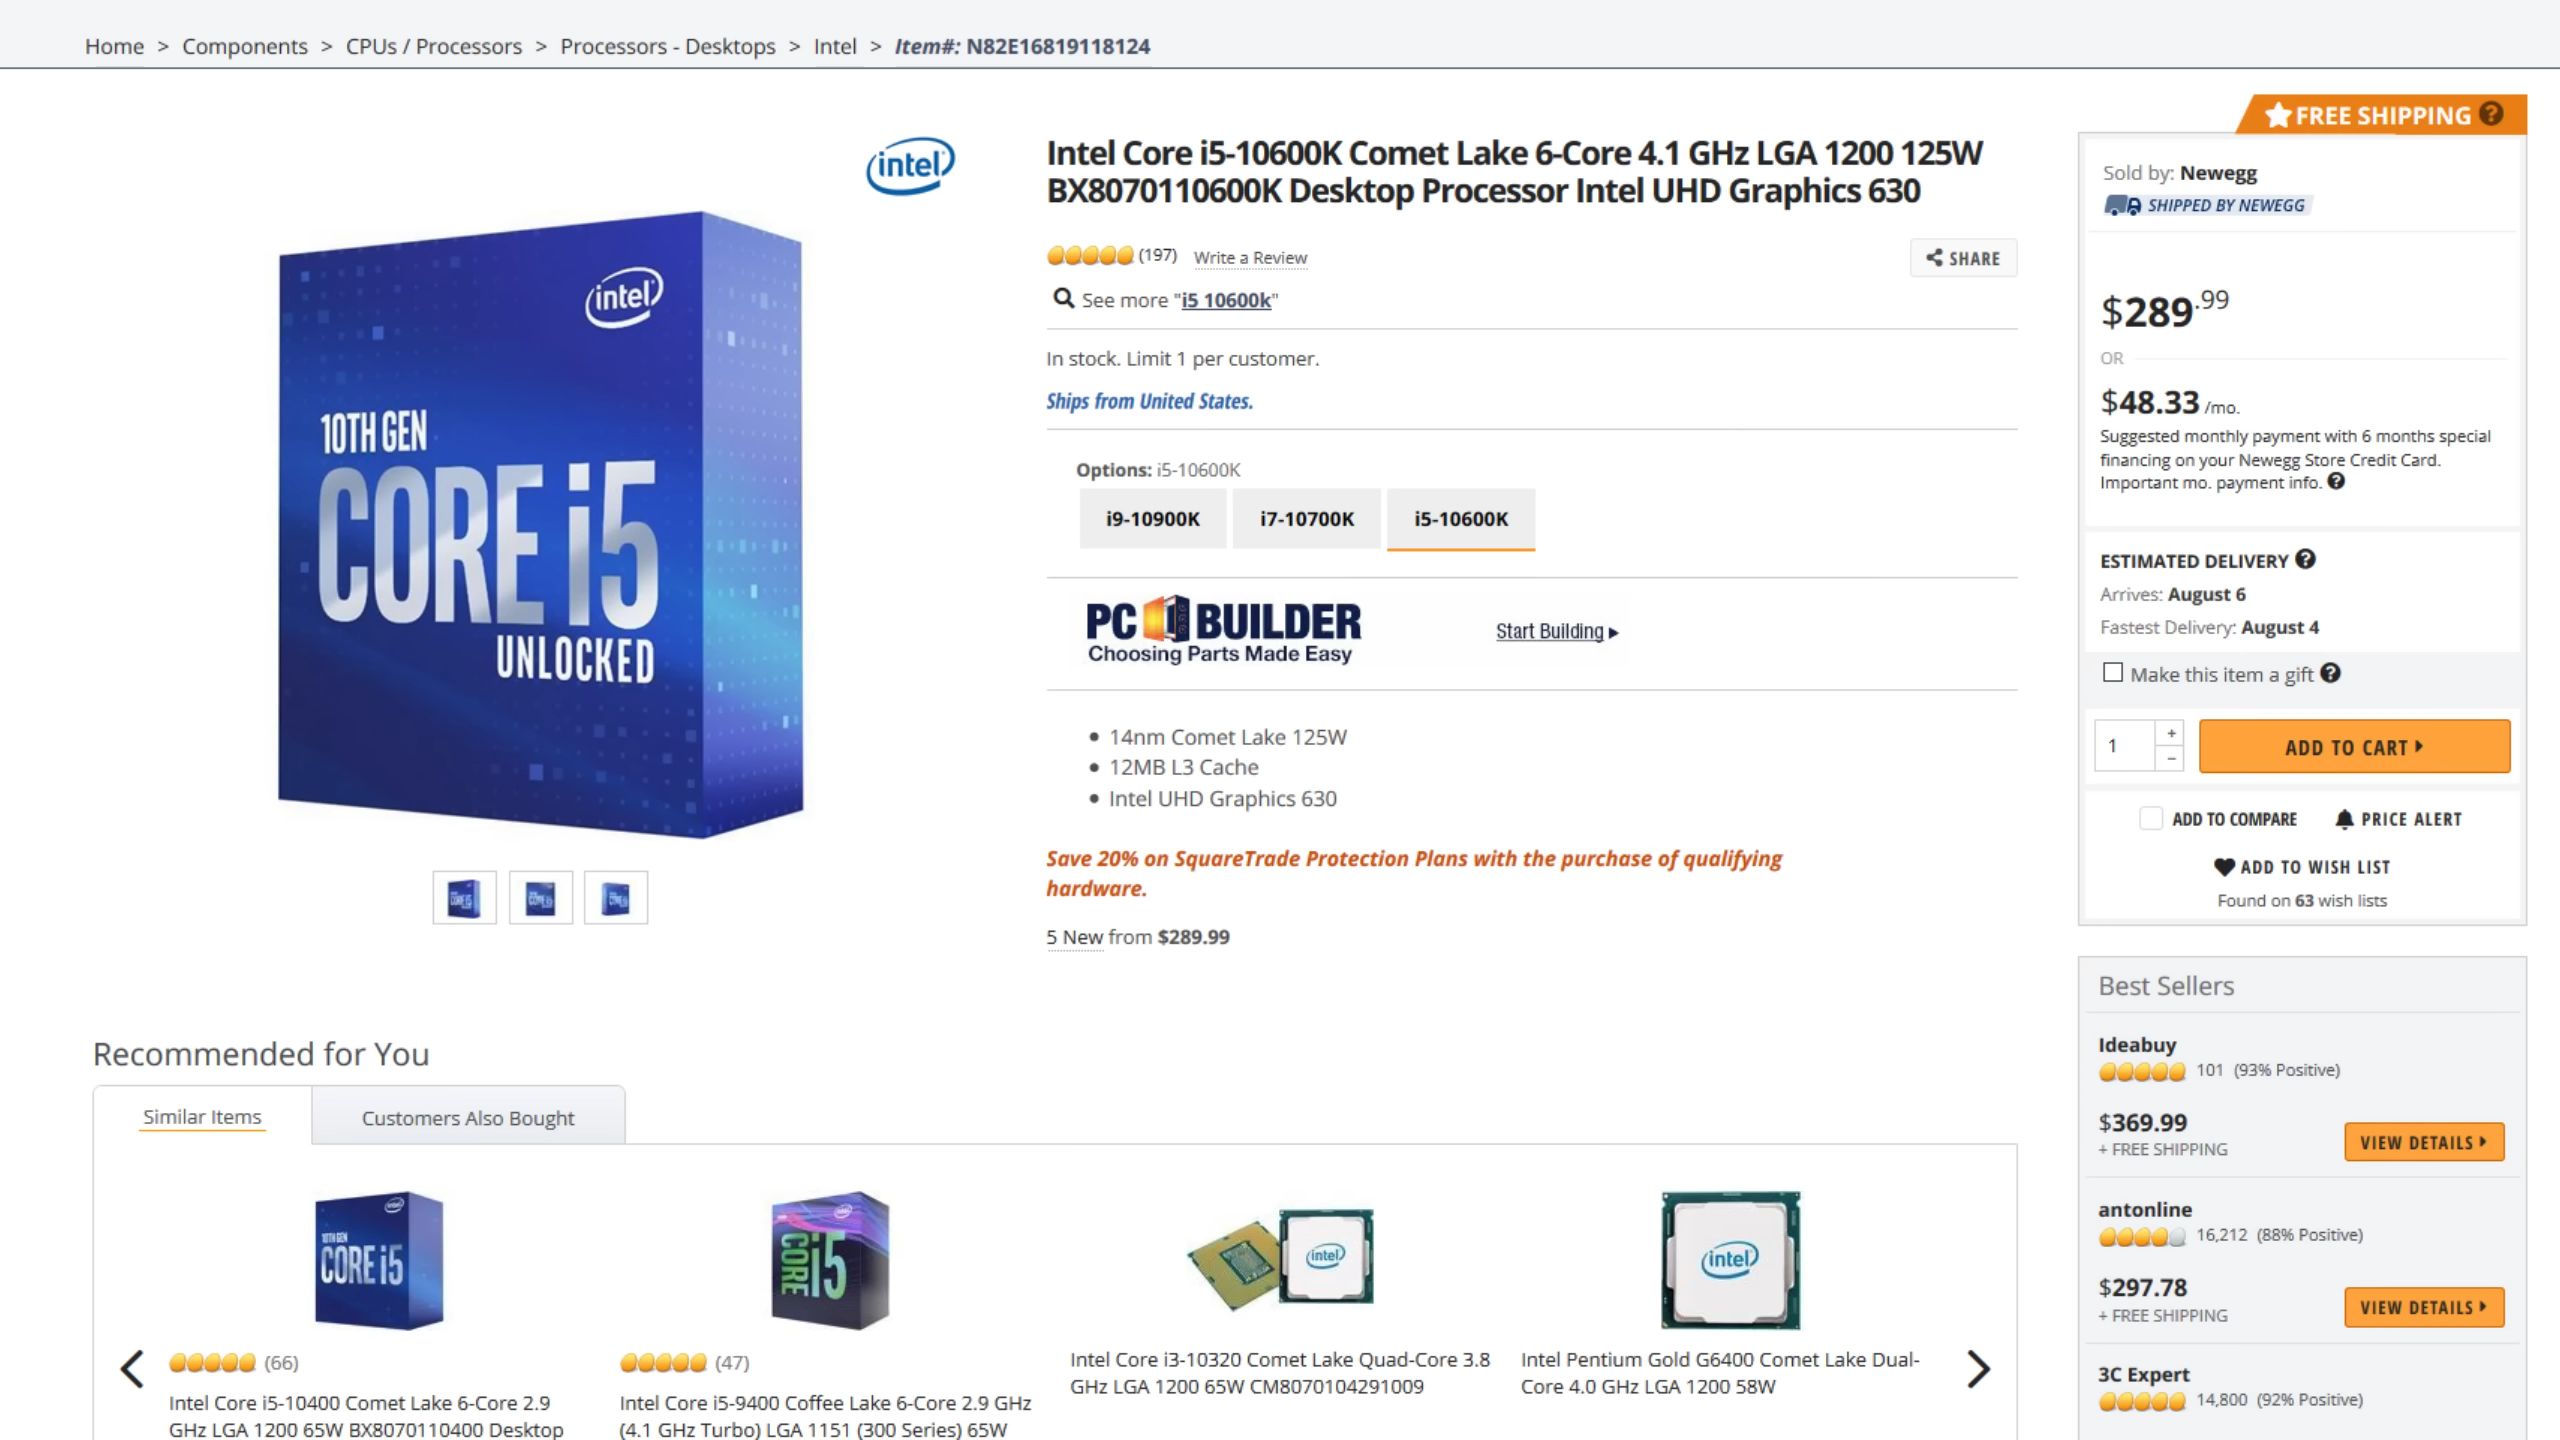 Home > Components > CPUs / Processors > Processors - Desktops > Intel > Item#: N82E16819118124
FREE SHIPPING ?
intel
intel
10TH GEN
CORE i5
UNLOCKED
Intel Core i5-10600K Comet Lake 6-Core 4.1 GHz LGA 1200 125W
BX8070110600K Desktop Processor Intel UHD Graphics 630
(197) Write a Review
SHARE
See more "i5 10600k"
In stock. Limit 1 per customer.
Ships from United States.
Options: i5-10600K
i9-10900K i7-10700K i5-10600K
PC BUILDER
Choosing Parts Made Easy
Start Building
14nm Comet Lake 125W
12MB L3 Cache
Intel UHD Graphics 630
Save 20% on SquareTrade Protection Plans with the purchase of qualifying
hardware.
5 New from $289.99
Sold by: Newegg
SHIPPED BY NEWEGG
$289.99
OR
$48.33 /mo.
Suggested monthly payment with 6 months special
financing on your Newegg Store Credit Card.
Important mo. payment info. ?
ESTIMATED DELIVERY ?
Arrives: August 6
Fastest Delivery: August 4
Make this item a gift ?
1 + −
ADD TO CART
ADD TO COMPARE PRICE ALERT
ADD TO WISH LIST
Found on 63 wish lists
Best Sellers
Ideabuy
101 (93% Positive)
$369.99
+ FREE SHIPPING
VIEW DETAILS
antonline
16,212 (88% Positive)
$297.78
+ FREE SHIPPING
VIEW DETAILS
3C Expert
14,800 (92% Positive)
Recommended for You
Similar Items Customers Also Bought
intel
10TH GEN
CORE i5
(66)
Intel Core i5-10400 Comet Lake 6-Core 2.9
GHz LGA 1200 65W BX8070110400 Desktop
CORE i5
(47)
Intel Core i5-9400 Coffee Lake 6-Core 2.9 GHz
(4.1 GHz Turbo) LGA 1151 (300 Series) 65W
intel
Intel Core i3-10320 Comet Lake Quad-Core 3.8
GHz LGA 1200 65W CM8070104291009
intel
Intel Pentium Gold G6400 Comet Lake Dual-
Core 4.0 GHz LGA 1200 58W